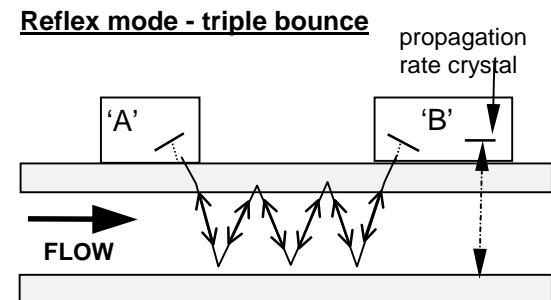 Reflex mode - triple bounce
propagation
rate crystal
‘A’
‘B’
FLOW